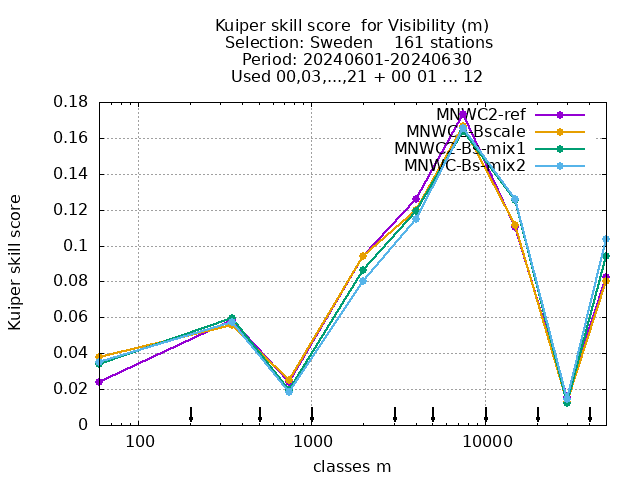 Kuiper skill score  for Visibility (m)
Selection: Sweden    161 stations
Period: 20240601-20240630
Used 00,03,...,21 + 00 01 ... 12
MNWC2-ref
MNWC2-Bscale
MNWC2-Bs-mix1
MNWC-Bs-mix2
0.18
0.16
0.14
0.12
0.1
0.08
0.06
0.04
0.02
0
Kuiper skill score
100 1000 10000
classes m